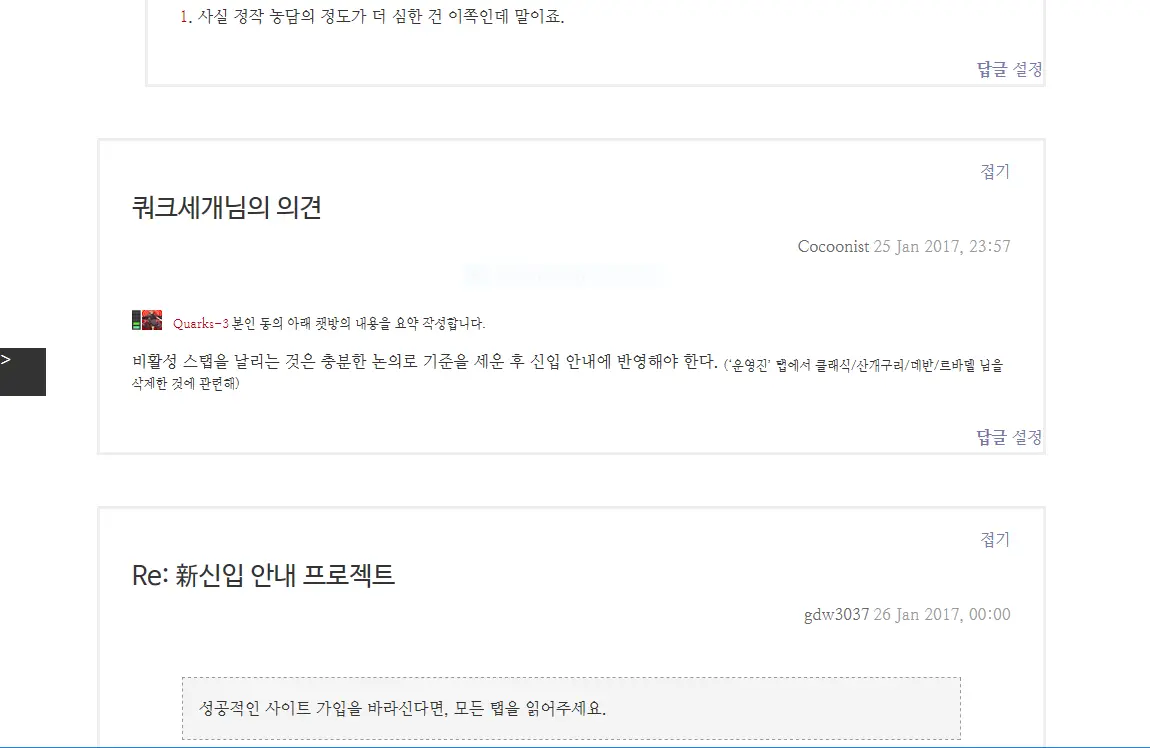 1. 사실 정작 농담의 정도가 더 심한 건 이쪽인데 말이죠.
답글 설정
접기
쿼크세개님의 의견
Cocoonist 25 Jan 2017, 23:57
Quarks-3 본인 동의 아래 챗방의 내용을 요약 작성합니다.
비활성 스탭을 날리는 것은 충분한 논의로 기준을 세운 후 신입 안내에 반영해야 한다. (‘운영진’ 탭에서 클래식/산개구리/데반/르바델 님을
삭제한 것에 관련해)
>
답글 설정
접기
Re: 新신입 안내 프로젝트
gdw3037 26 Jan 2017, 00:00
성공적인 사이트 가입을 바라신다면, 모든 탭을 읽어주세요.